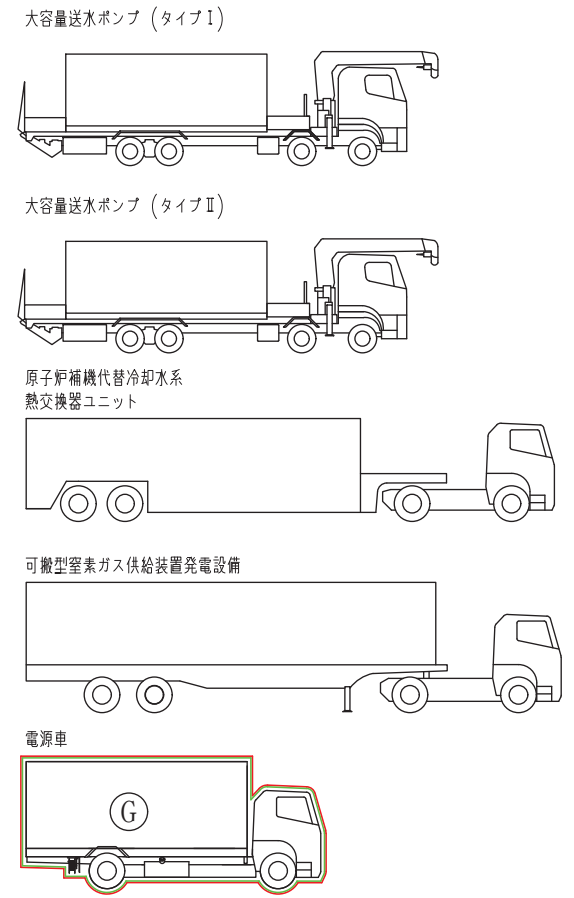 大容量送水ポンプ（タイプⅠ）
大容量送水ポンプ（タイプⅡ）
原子炉補機代替冷却水系
熱交換器ユニット
可搬型窒素ガス供給装置発電設備
電源車
G